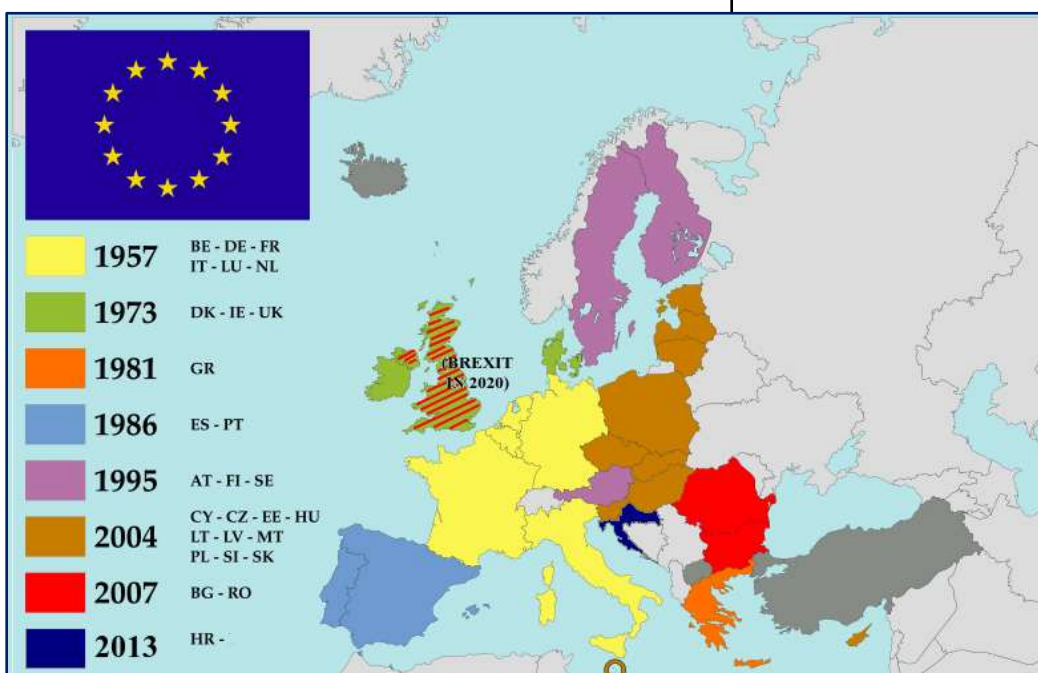 1957
BE - DE - FR
IT - LU - NL
1973
DK - IE - UK
1981
GR
1986
ES - PT
1995
AT - FI - SE
2004
CY - CZ - EE - HU
LT - LV - MT
PL - SI - SK
2007
BG - RO
2013
HR -
(BREXIT
IN 2020)